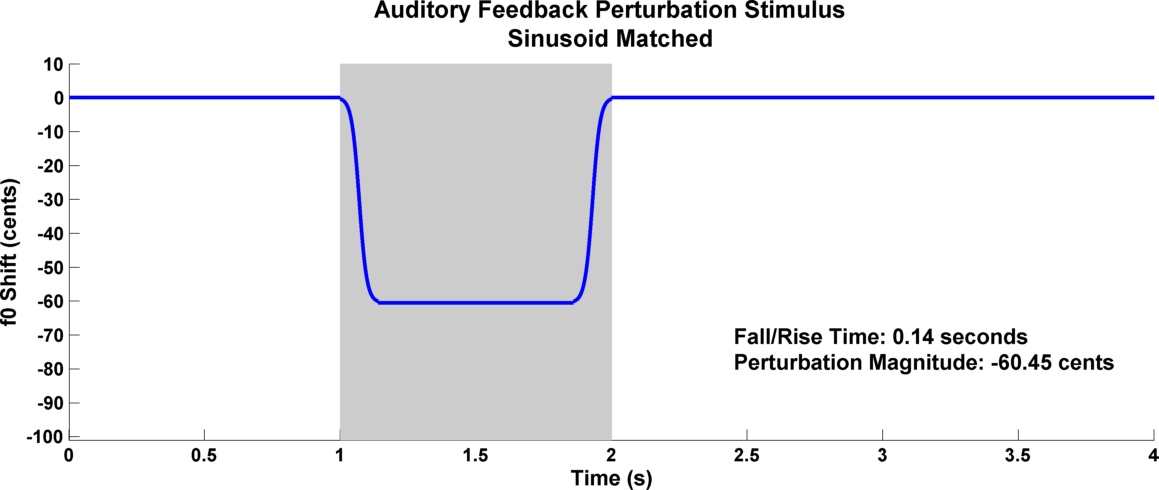 Auditory Feedback Perturbation Stimulus
Sinusoid Matched
f0 Shift (cents)
10
0
-10
-20
-30
-40
-50
-60
-70
-80
-90
-100
Fall/Rise Time: 0.14 seconds
Perturbation Magnitude: -60.45 cents
0 0.5 1 1.5 2 2.5 3 3.5 4
Time (s)